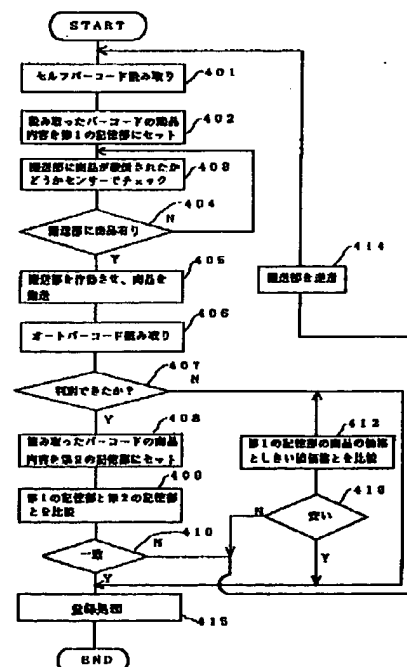 START
セルフバーコード読み取り
401
読み取ったバーコードの商品
内容を第1の記憶部にセット
402
搬送部に商品が載置されたか
どうかセンサーでチェック
403
搬送部に商品有り
404
N
Y
搬送部を作動させ、商品を
搬送
405
オートバーコード読み取り
406
判別できたか?
407
N
Y
読み取ったバーコードの商品
内容を第2の記憶部にセット
408
第1の記憶部と第2の記憶部
とを比較
409
一致
410
N
Y
第1の記憶部の商品の価格
としきい値価格とを比較
412
安い
413
N
Y
搬送部を逆送
414
登録処理
415
END